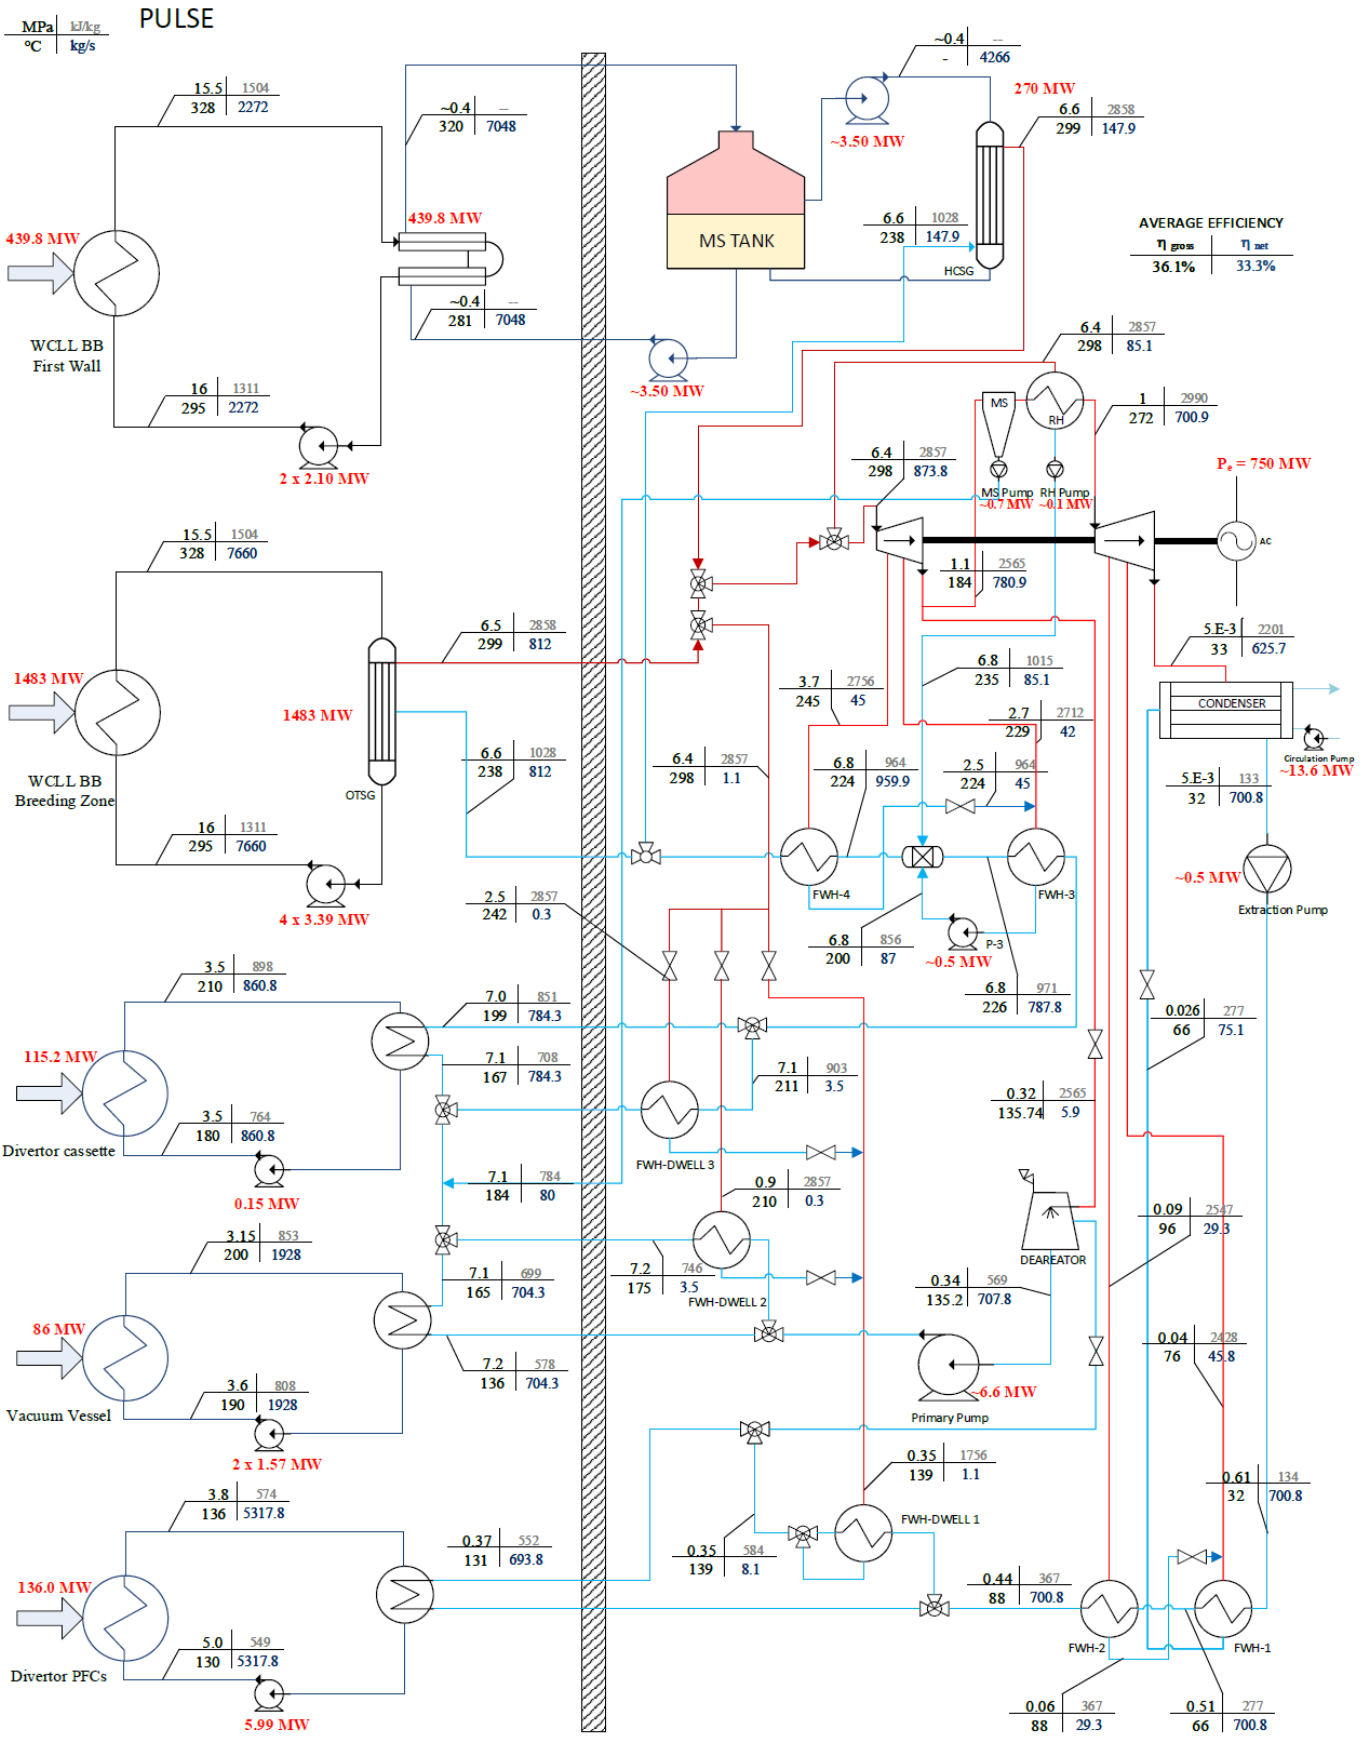 PULSE
MPa kJ/kg
°C kg/s
15.5 1504
328 2272
~0.4 --
320 7048
~0.4 --
- 4266
270 MW
6.6 2858
299 147.9
~3.50 MW
439.8 MW
439.8 MW
MS TANK
6.6 1028
238 147.9
HCSG
AVERAGE EFFICIENCY
η gross η net
36.1% 33.3%
~0.4 --
281 7048
WCLL BB
First Wall
16 1311
295 2272
2 x 2.10 MW
~3.50 MW
6.4 2857
298 85.1
MS
RH
1 2990
272 700.9
6.4 2857
298 873.8
MS Pump
~0.7 MW
RH Pump
~0.1 MW
Pe = 750 MW
AC
15.5 1504
328 7660
1.1 2565
184 780.9
6.5 2858
299 812
5.E-3 2201
33 625.7
6.8 1015
235 85.1
1483 MW
1483 MW
3.7 2756
245 45
2.7 2712
229 42
CONDENSER
Circulation Pump
~13.6 MW
WCLL BB
Breeding Zone
OTSG
6.6 1028
238 812
6.4 2857
298 1.1
6.8 964
224 959.9
2.5 964
224 45
5.E-3 133
32 700.8
16 1311
295 7660
4 x 3.39 MW
FWH-4
FWH-3
~0.5 MW
Extraction Pump
2.5 2857
242 0.3
6.8 856
200 87
P-3
~0.5 MW
6.8 971
226 787.8
3.5 898
210 860.8
7.0 851
199 784.3
0.026 277
66 75.1
115.2 MW
7.1 708
167 784.3
7.1 903
211 3.5
0.32 2565
135.74 5.9
3.5 764
180 860.8
Divertor cassette
0.15 MW
FWH-DWELL 3
7.1 784
184 80
0.9 2857
210 0.3
0.09 2547
96 29.3
3.15 853
200 1928
DEAREATOR
7.1 699
165 704.3
7.2 746
175 3.5
FWH-DWELL 2
0.34 569
135.2 707.8
86 MW
0.04 2428
76 45.8
7.2 578
136 704.3
~6.6 MW
Primary Pump
3.6 808
190 1928
Vacuum Vessel
2 x 1.57 MW
3.8 574
136 5317.8
0.35 1756
139 1.1
0.61 134
32 700.8
FWH-DWELL 1
0.37 552
131 693.8
0.35 584
139 8.1
136.0 MW
0.44 367
88 700.8
5.0 549
130 5317.8
Divertor PFCs
5.99 MW
FWH-2
FWH-1
0.06 367
88 29.3
0.51 277
66 700.8